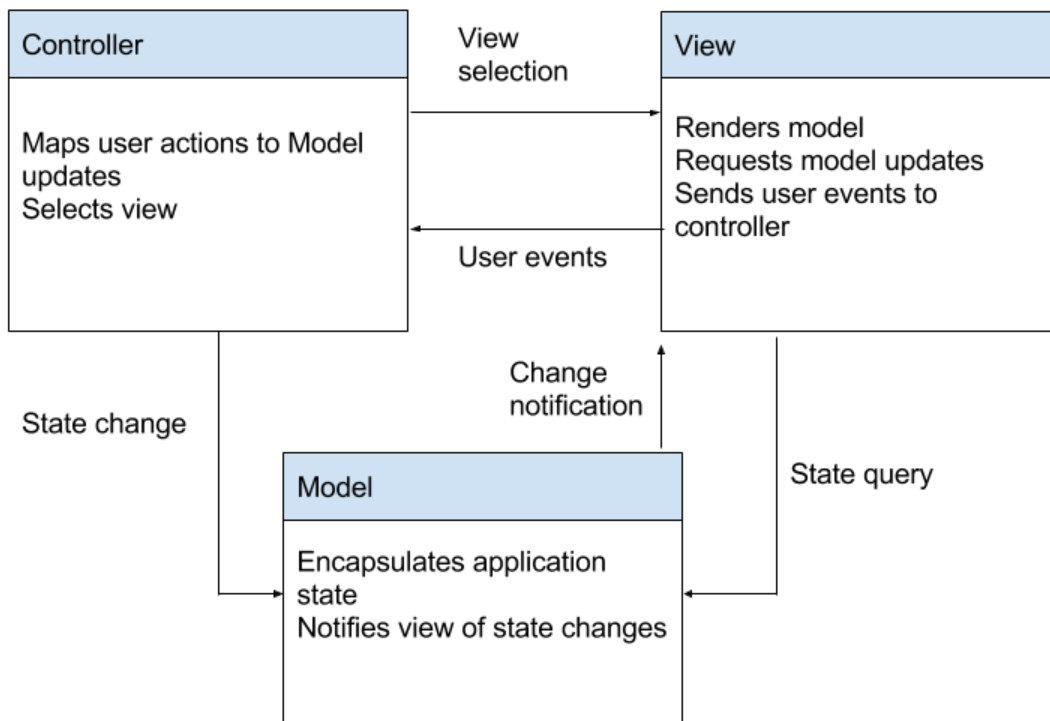 Controller
Maps user actions to Model
updates
Selects view
View
selection
User events
View
Renders model
Requests model updates
Sends user events to
controller
State change
Change
notification
State query
Model
Encapsulates application
state
Notifies view of state changes